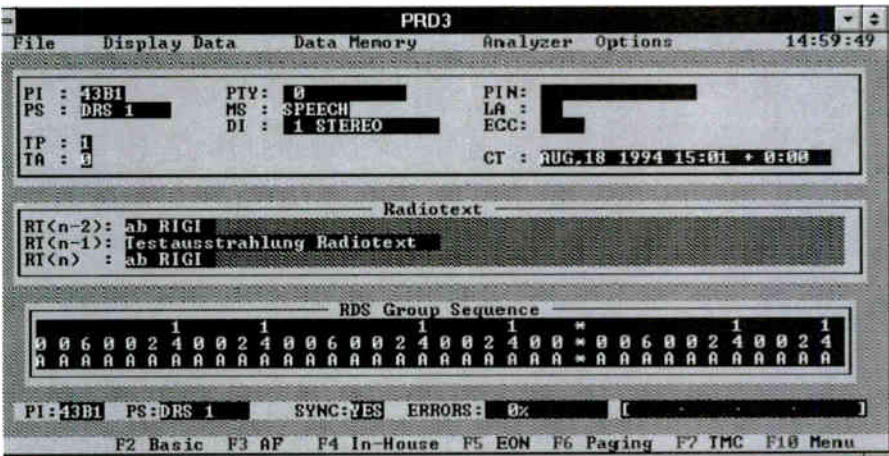 PRD3
File Display Data Data Memory Analyzer Options 14:59:49
PI : 43B1 PTY: 0 PIN:
PS : DRS 1 MS : SPEECH LA :
DI : 1 STEREO ECC:
TP : 1
TA : 0 CT : AUG,18 1994 15:01 + 0:00
Radiotext
RT(n-2): ab RIGI
RT(n-1): Testausstrahlung Radiotext
RT(n) : ab RIGI
RDS Group Sequence
1 1 1 1 * 1 1
0 0 6 0 0 2 4 0 0 2 4 0 0 6 0 0 2 4 0 0 2 4 0 0 * 0 0 6 0 0 2 4 0 0 2 4
A A A A A A A A A A A A A A A A A A A A A A A A * A A A A A A A A A A A
PI:43B1 PS:DRS 1 SYNC:YES ERRORS: 0% [ . . . . ]
F2 Basic F3 AF F4 In-House F5 EON F6 Paging F7 TMC F10 Menu